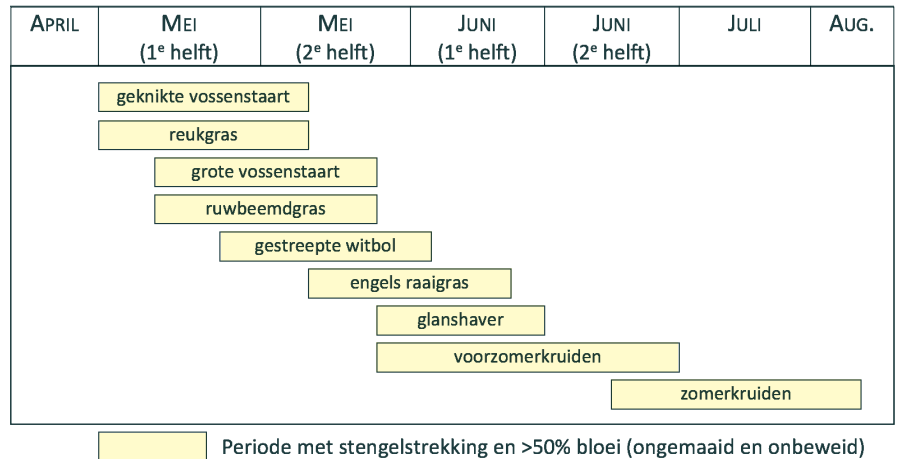 APRIL MEI MEI JUNI JUNI JULI AUG.
(1e helft) (2e helft) (1e helft) (2e helft)
geknikte vossenstaart
reukgras
grote vossenstaart
ruwbeemdgras
gestreepte witbol
engels raaigras
glanshaver
voorzomerkruiden
zomerkruiden
Periode met stengelstrekking en >50% bloei (ongemaaid en onbeweid)